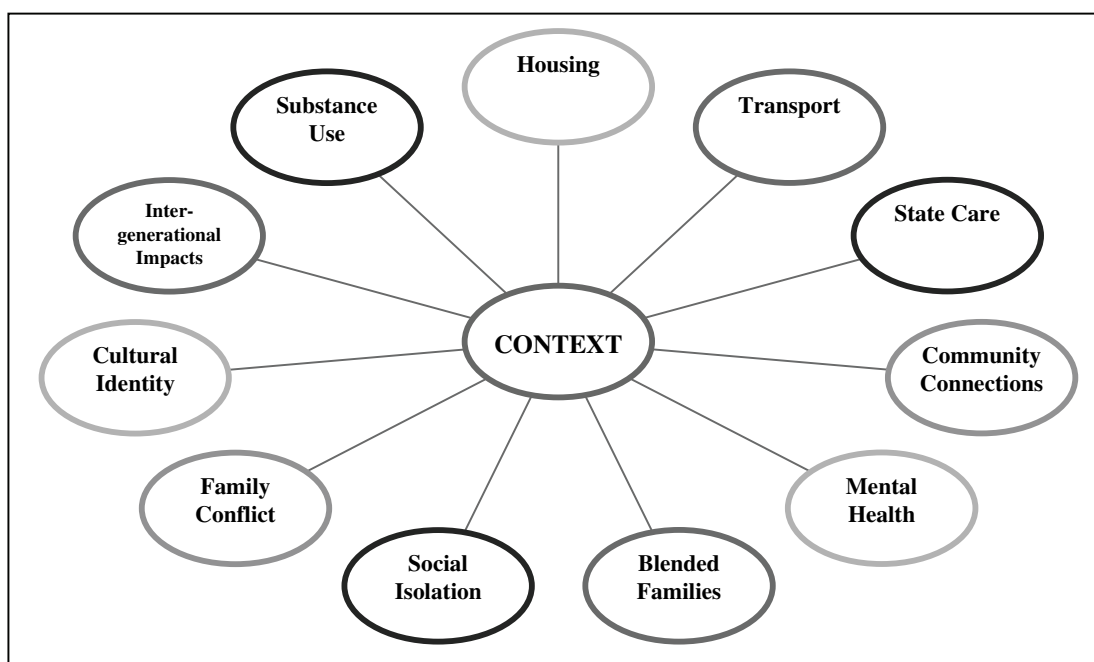 Housing
Substance
Use
Transport
Inter-
generational
Impacts
State Care
CONTEXT
Cultural
Identity
Community
Connections
Family
Conflict
Mental
Health
Social
Isolation
Blended
Families